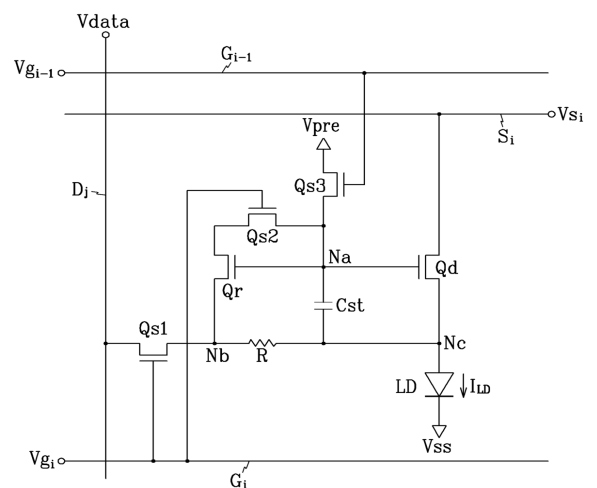 Vdata
Gᵢ₋₁
Vgᵢ₋₁
Vsᵢ
Sᵢ
Vpre
Qs3
Dⱼ
Qs2
Na
Qd
Qr
Cst
Qs1
Nb
R
Nc
LD
I_LD
Vss
Vgᵢ
Gᵢ